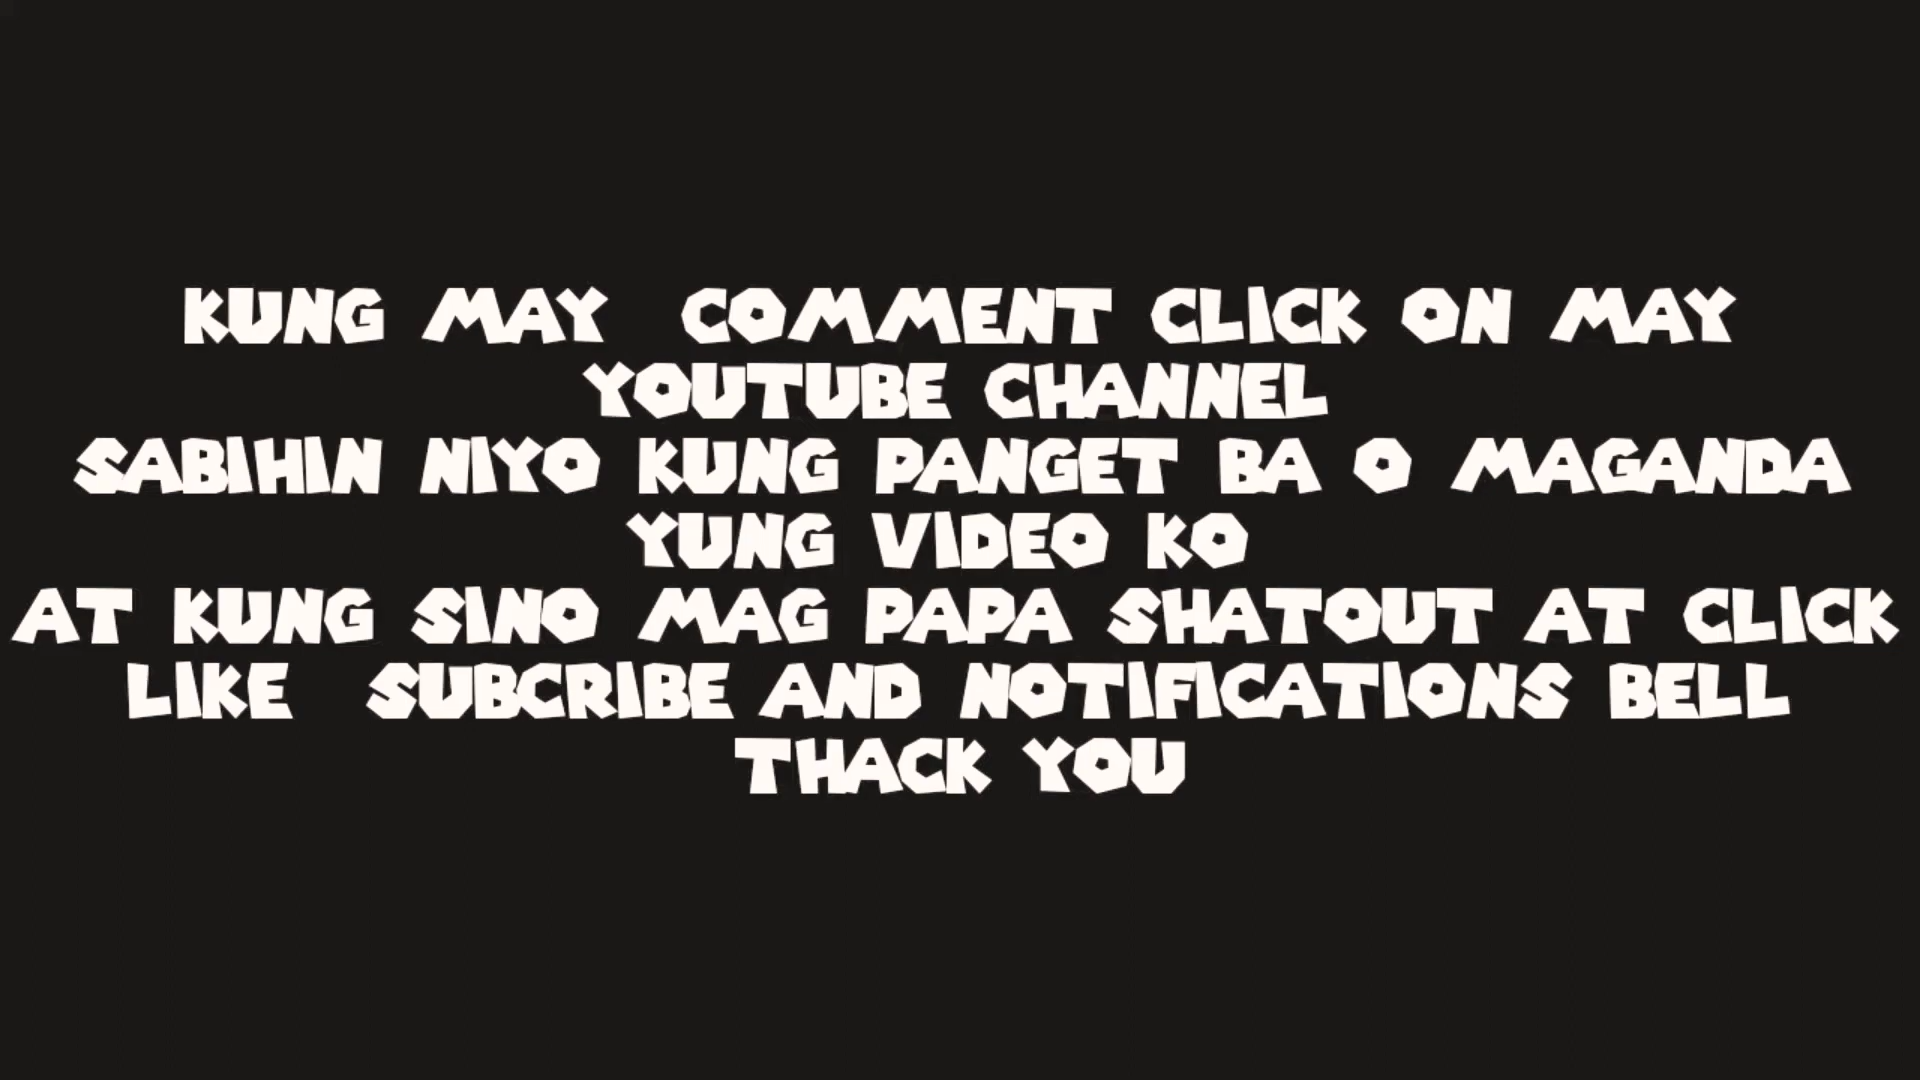 KUNG MAY COMMENT CLICK ON MAY
YOUTUBE CHANNEL
SABIHIN NIYO KUNG PANGET BA O MAGANDA
YUNG VIDEO KO
AT KUNG SINO MAG PAPA SHATOUT AT CLICK
LIKE SUBCRIBE AND NOTIFICATIONS BELL
THACK YOU